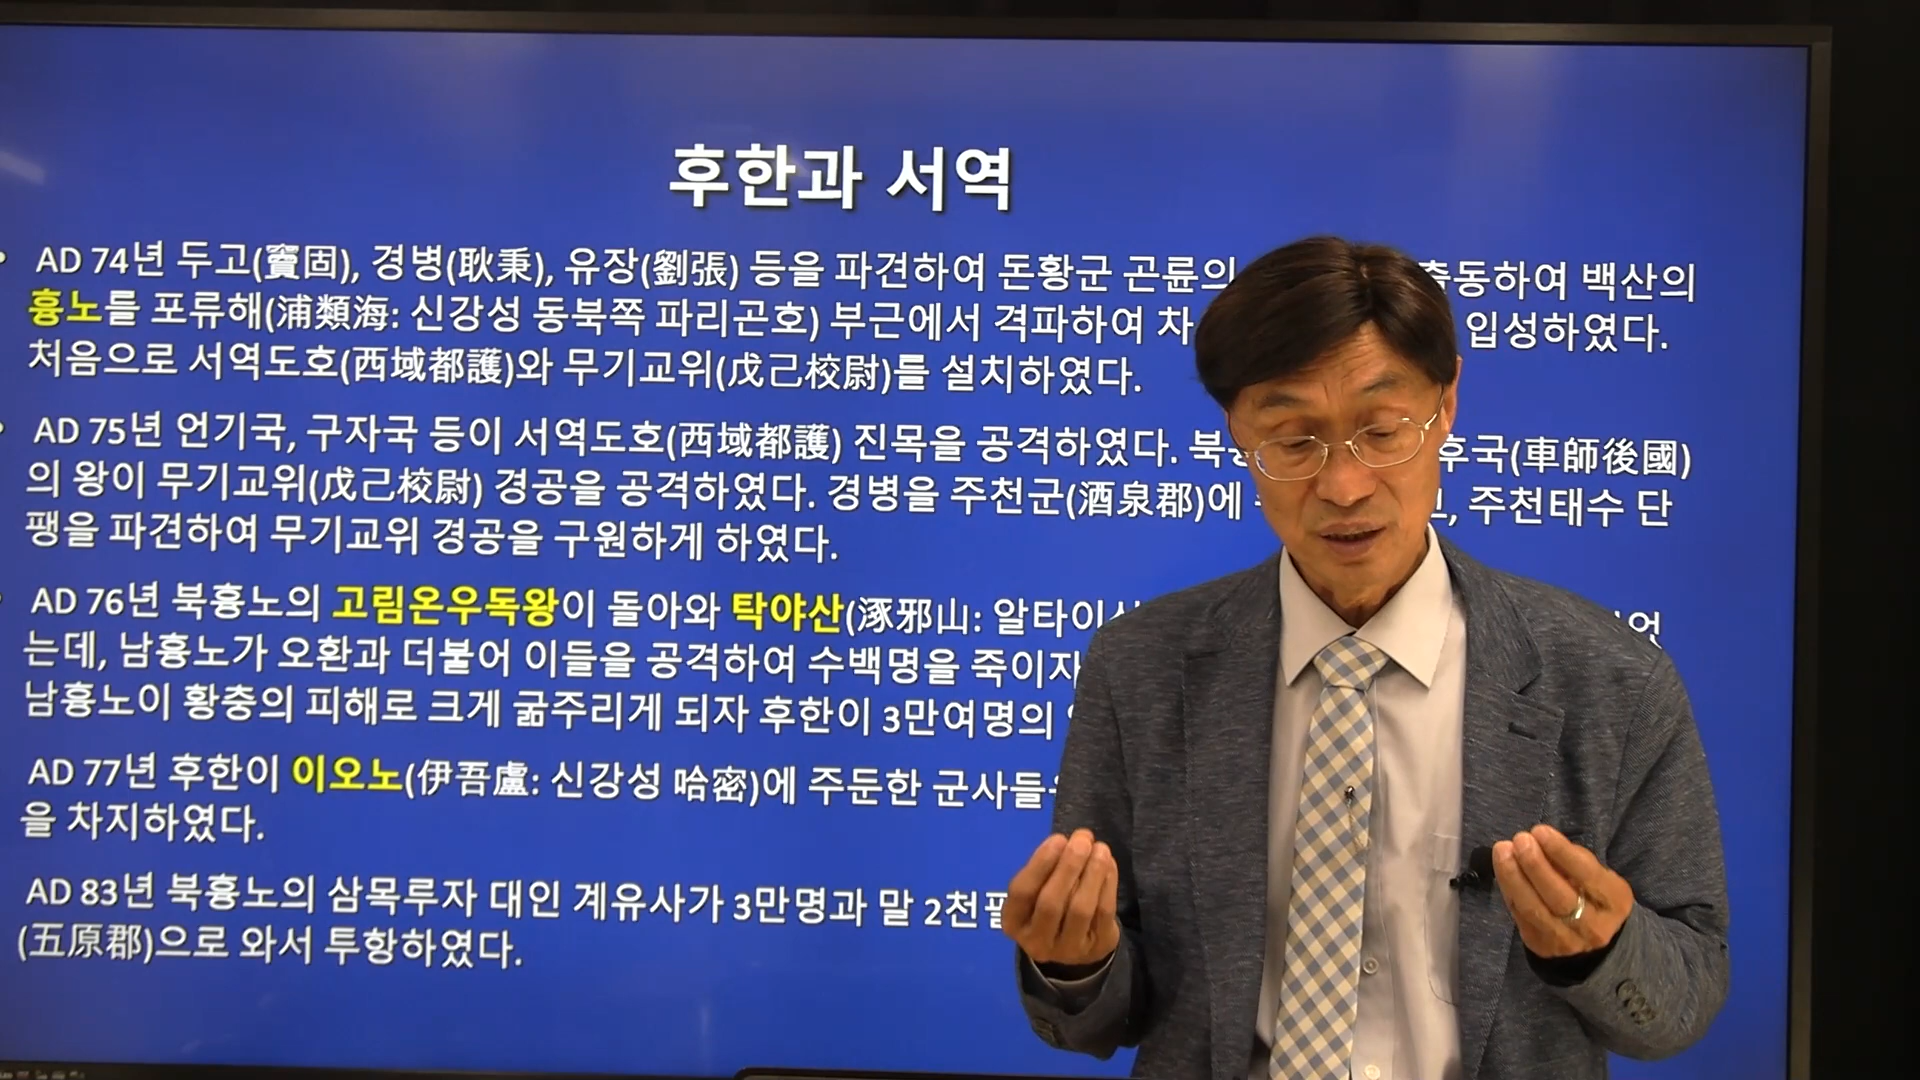 후한과 서역
• AD 74년 두고(竇固), 경병(耿秉), 유장(劉張) 등을 파견하여 돈황군 곤륜의 출동하여 백산의
흉노를 포류해(浦類海: 신강성 동북쪽 파리곤호) 부근에서 격파하여 차 입성하였다.
처음으로 서역도호(西域都護)와 무기교위(戊己校尉)를 설치하였다.
• AD 75년 언기국, 구자국 등이 서역도호(西域都護) 진목을 공격하였다. 후국(車師後國)
의 왕이 무기교위(戊己校尉) 경공을 공격하였다. 경병을 주천군(酒泉郡)에 주천태수 단
팽을 파견하여 무기교위 경공을 구원하게 하였다.
• AD 76년 북흉노의 고림온우독왕이 돌아와 탁야산(涿邪山: 알타이
는데, 남흉노가 오환과 더불어 이들을 공격하여 수백명을 죽이자
남흉노이 황충의 피해로 크게 굶주리게 되자 후한이 3만여명의
AD 77년 후한이 이오노(伊吾盧: 신강성 哈密)에 주둔한 군사들
을 차지하였다.
AD 83년 북흉노의 삼목루자 대인 계유사가 3만명과 말 2천필
(五原郡)으로 와서 투항하였다.